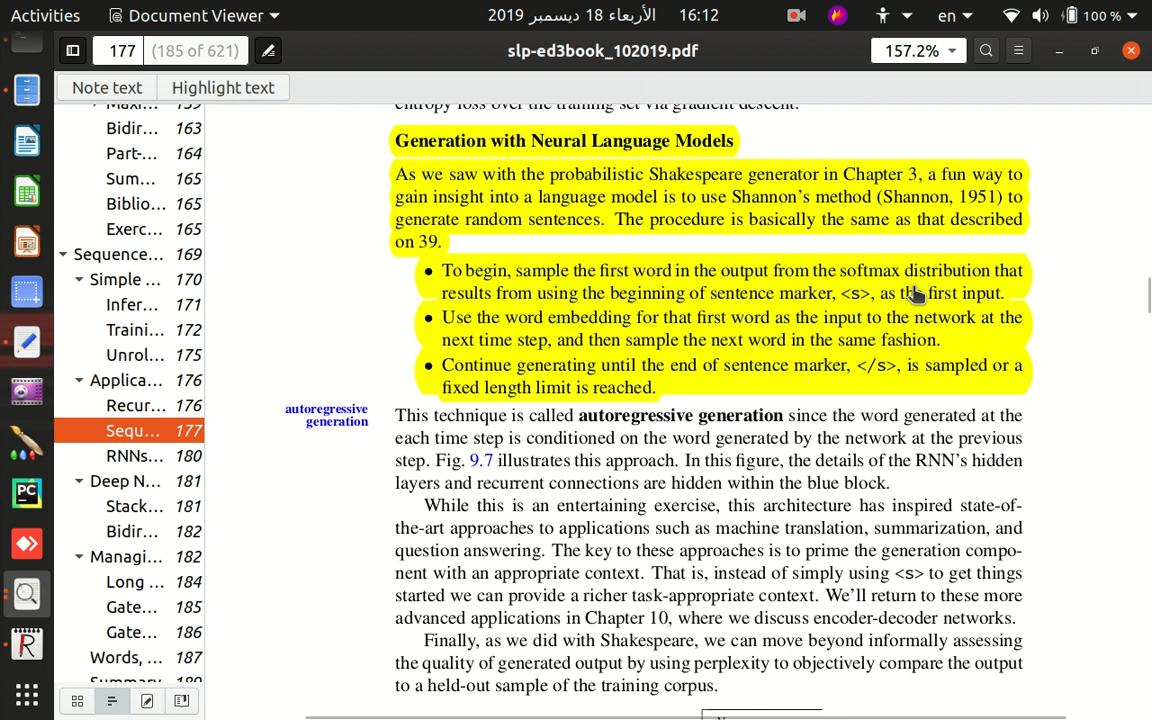 Activities
Document Viewer
الأربعاء 18 ديسمبر 2019
16:12
en
100 %
177
(185 of 621)
slp-ed3book_102019.pdf
157.2%
Note text
Highlight text
Bidir... 163
Part-... 164
Sum... 165
Biblio... 165
Exerc... 165
Sequence... 169
Simple ... 170
Infer... 171
Traini... 172
Unrol... 175
Applica... 176
Recur... 176
Sequ... 177
RNNs... 180
Deep N... 181
Stack... 181
Bidir... 182
Managi... 182
Long ... 184
Gate... 185
Gate... 186
Words, ... 187
entropy loss over the training set via gradient descent.
Generation with Neural Language Models
As we saw with the probabilistic Shakespeare generator in Chapter 3, a fun way to
gain insight into a language model is to use Shannon's method (Shannon, 1951) to
generate random sentences. The procedure is basically the same as that described
on 39.
• To begin, sample the first word in the output from the softmax distribution that
results from using the beginning of sentence marker, <s>, as the first input.
• Use the word embedding for that first word as the input to the network at the
next time step, and then sample the next word in the same fashion.
• Continue generating until the end of sentence marker, </s>, is sampled or a
fixed length limit is reached.
autoregressive
generation
This technique is called autoregressive generation since the word generated at the
each time step is conditioned on the word generated by the network at the previous
step. Fig. 9.7 illustrates this approach. In this figure, the details of the RNN's hidden
layers and recurrent connections are hidden within the blue block.
While this is an entertaining exercise, this architecture has inspired state-of-
the-art approaches to applications such as machine translation, summarization, and
question answering. The key to these approaches is to prime the generation compo-
nent with an appropriate context. That is, instead of simply using <s> to get things
started we can provide a richer task-appropriate context. We'll return to these more
advanced applications in Chapter 10, where we discuss encoder-decoder networks.
Finally, as we did with Shakespeare, we can move beyond informally assessing
the quality of generated output by using perplexity to objectively compare the output
to a held-out sample of the training corpus.